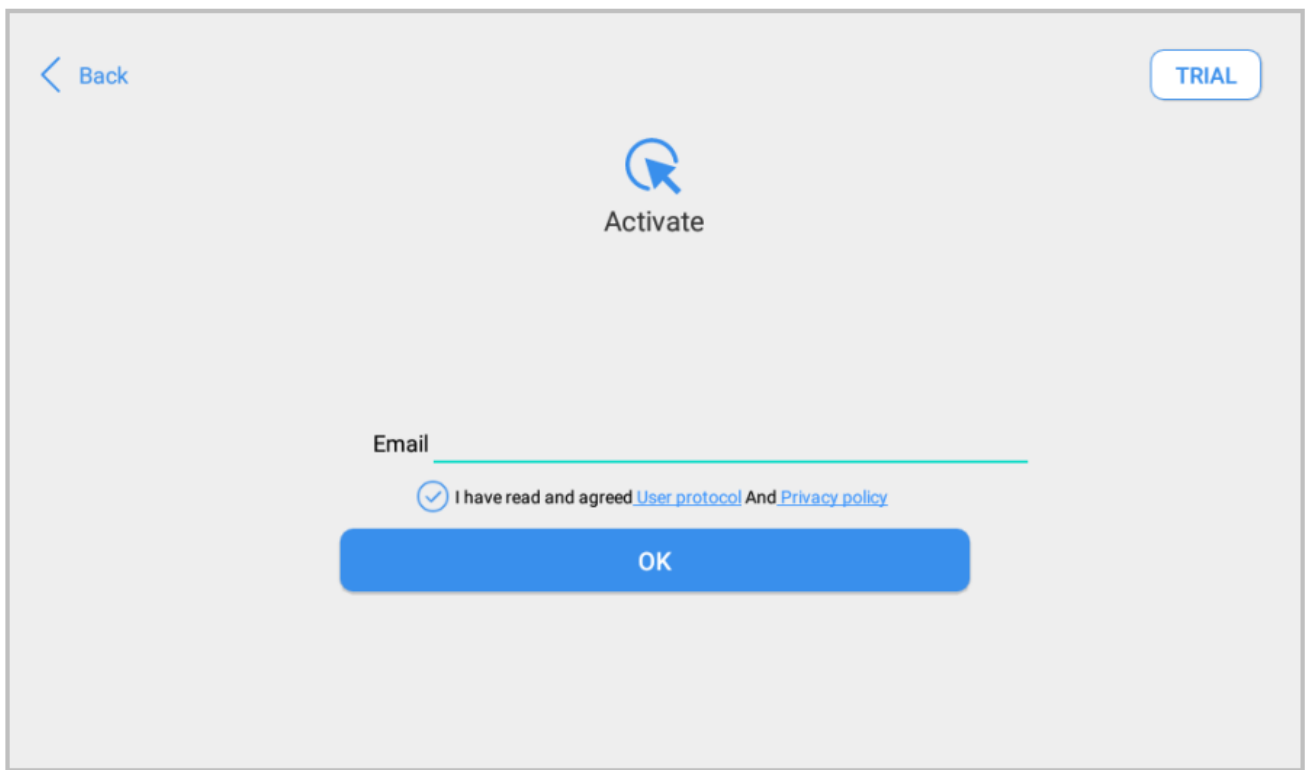 Back
TRIAL
Activate
Email
I have read and agreed User protocol And Privacy policy
OK